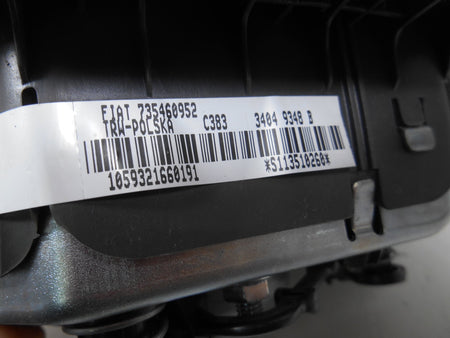 FIAT 735460952
TRW-POLSKA C383 3404 9348 B
1059321660191 *S113510260*